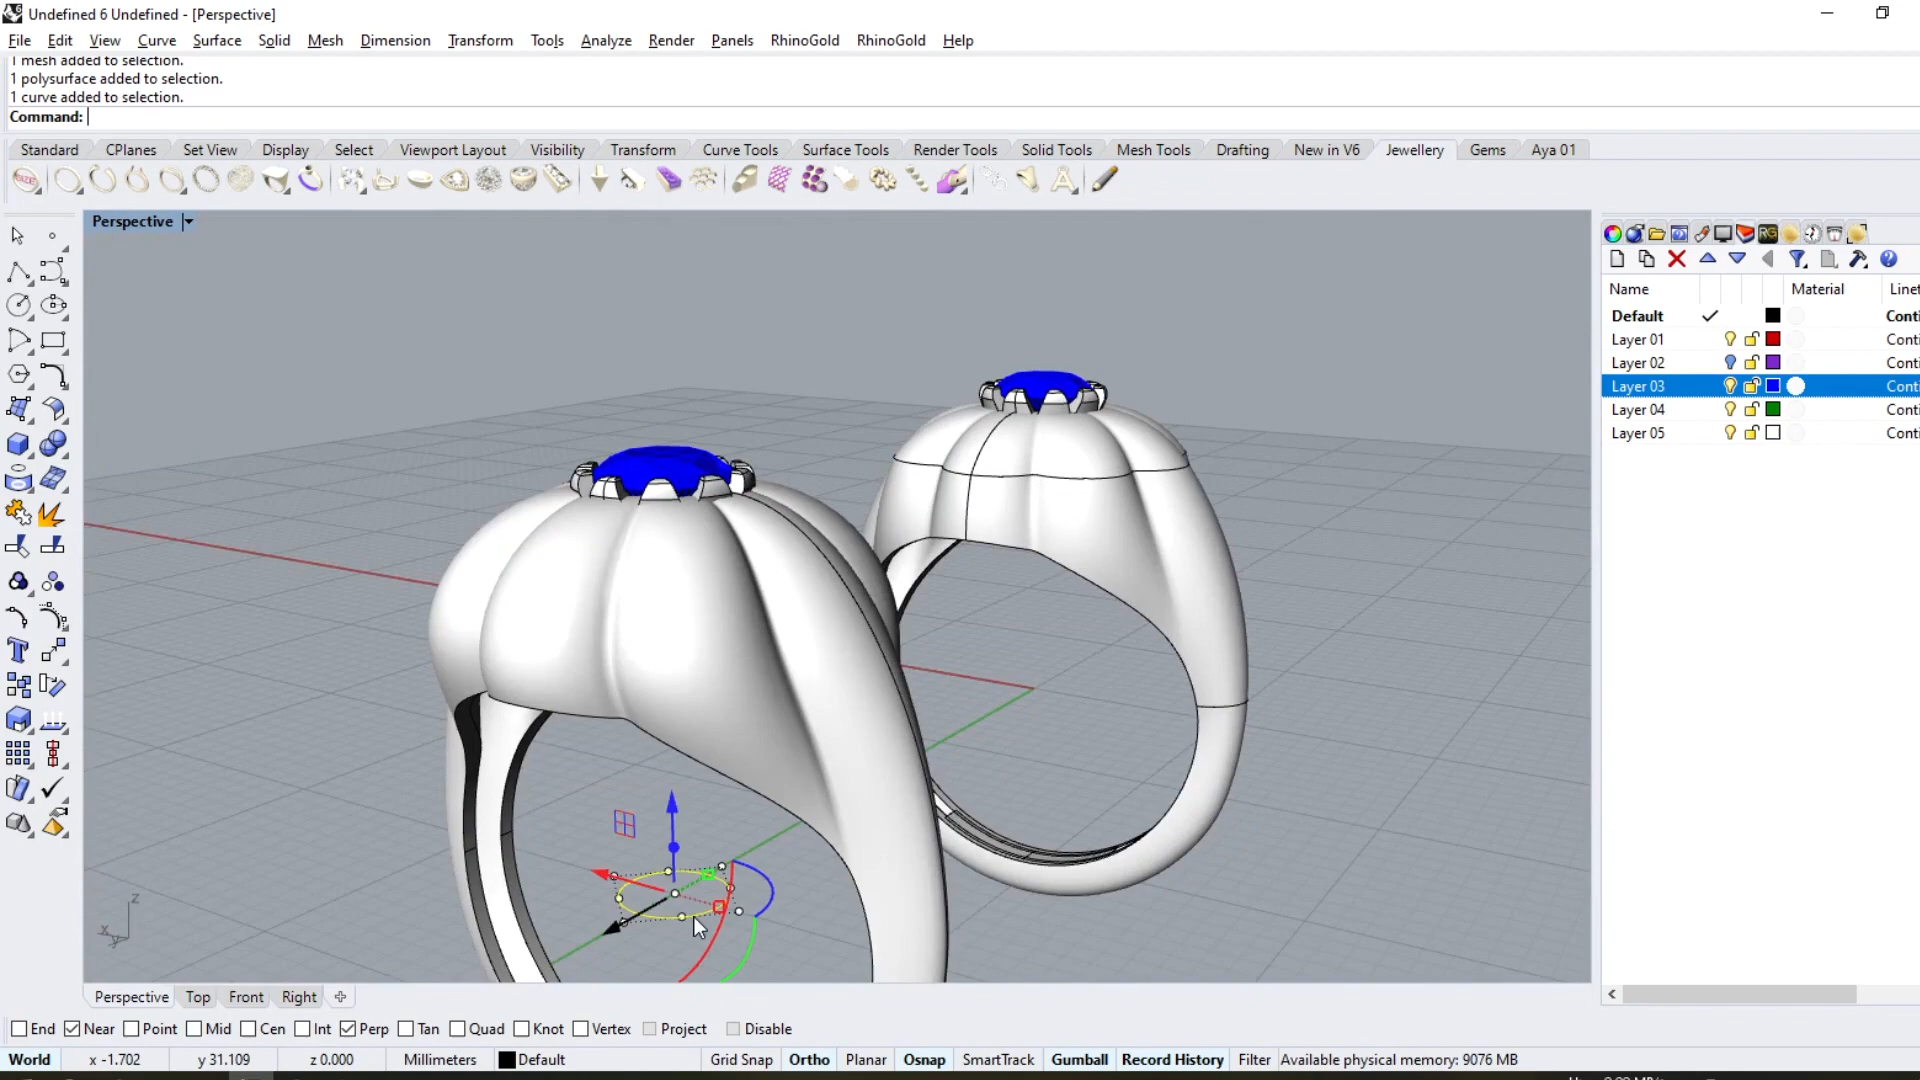 Undefined 6 Undefined - [Perspective]
File Edit View Curve Surface Solid Mesh Dimension Transform Tools Analyze Render Panels RhinoGold RhinoGold Help
1 mesh added to selection.
1 polysurface added to selection.
1 curve added to selection.
Command:
Standard CPlanes Set View Display Select Viewport Layout Visibility Transform Curve Tools Surface Tools Render Tools Solid Tools Mesh Tools Drafting New in V6 Jewellery Gems Aya 01
Perspective
Name Material Linet
Default Conti
Layer 01 Conti
Layer 02 Conti
Layer 03 Conti
Layer 04 Conti
Layer 05 Conti
z
x y
Perspective Top Front Right
End Near Point Mid Cen Int Perp Tan Quad Knot Vertex Project Disable
World x -1.702 y 31.109 z 0.000 Millimeters Default Grid Snap Ortho Planar Osnap SmartTrack Gumball Record History Filter Available physical memory: 9076 MB